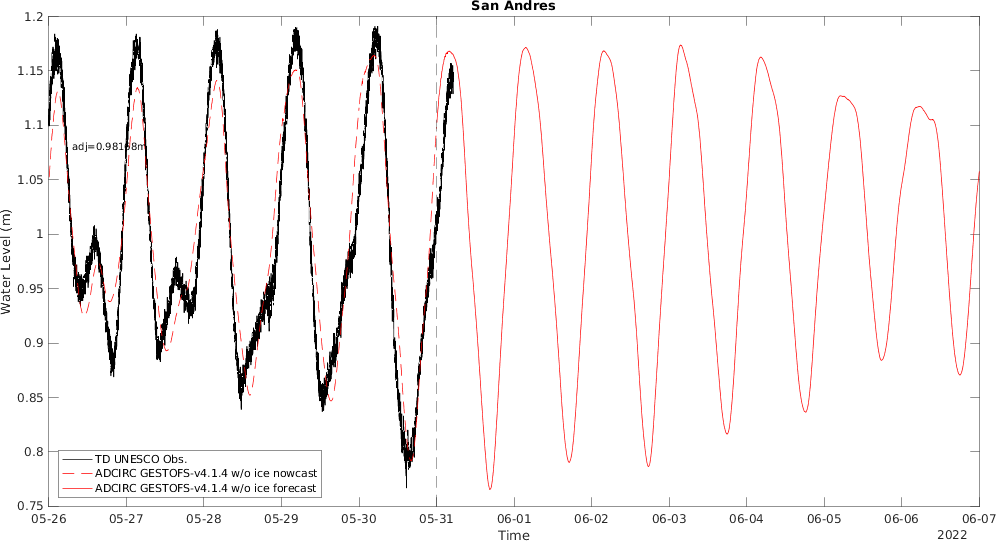 San Andres
1.2
1.15
1.1
1.05
1
0.95
0.9
0.85
0.8
0.75
Water Level (m)
adj=0.98168m
TD UNESCO Obs.
ADCIRC GESTOFS-v4.1.4 w/o ice nowcast
ADCIRC GESTOFS-v4.1.4 w/o ice forecast
05-26 05-27 05-28 05-29 05-30 05-31 06-01 06-02 06-03 06-04 06-05 06-06 06-07
Time
2022